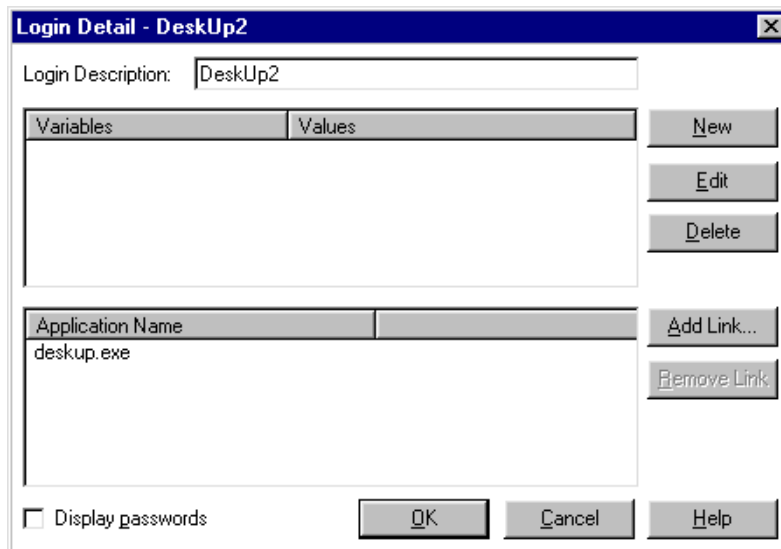 Login Detail - DeskUp2
Login Description: DeskUp2
Variables Values
New
Edit
Delete
Application Name
deskup.exe
Add Link...
Remove Link
Display passwords
OK Cancel Help